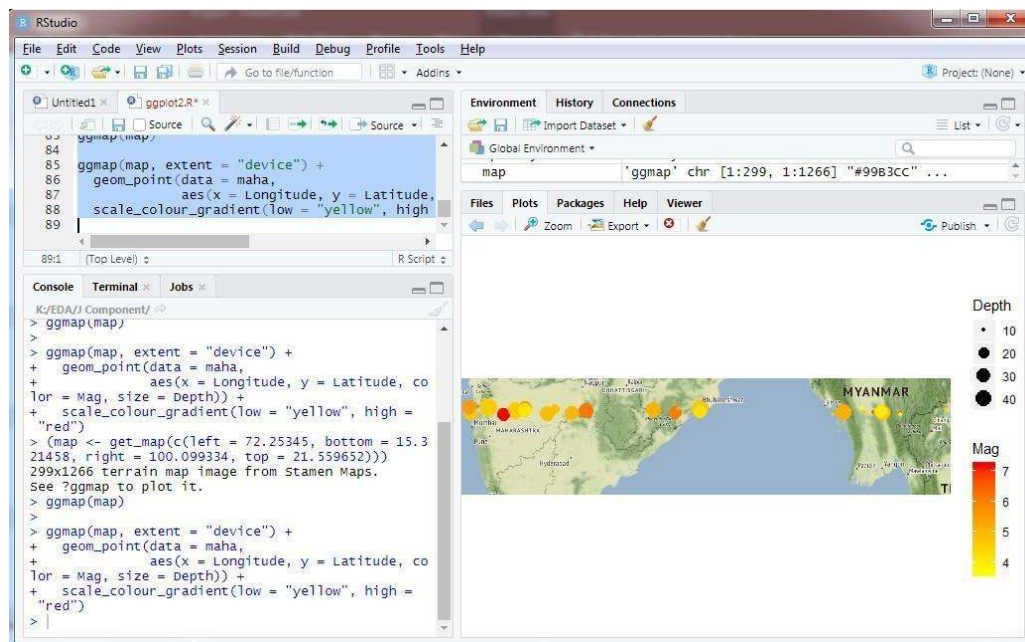 RStudio
File Edit Code View Plots Session Build Debug Profile Tools Help
Go to file/function Addins Project: (None)
Untitled1 ggplot2.R*
Source Source
83 ggmap(map)
84
85 ggmap(map, extent = "device") +
86 geom_point(data = maha,
87 aes(x = Longitude, y = Latitude,
88 scale_colour_gradient(low = "yellow", high
89
89:1 (Top Level) R Script
Console Terminal Jobs
K:/EDA/J Component/
> ggmap(map)
>
> ggmap(map, extent = "device") +
+ geom_point(data = maha,
+ aes(x = Longitude, y = Latitude, co
lor = Mag, size = Depth)) +
+ scale_colour_gradient(low = "yellow", high =
"red")
> (map <- get_map(c(left = 72.25345, bottom = 15.3
21458, right = 100.099334, top = 21.559652)))
299x1266 terrain map image from Stamen Maps.
See ?ggmap to plot it.
> ggmap(map)
>
> ggmap(map, extent = "device") +
+ geom_point(data = maha,
+ aes(x = Longitude, y = Latitude, co
lor = Mag, size = Depth)) +
+ scale_colour_gradient(low = "yellow", high =
"red")
>
Environment History Connections
Import Dataset List
Global Environment
map 'ggmap' chr [1:299, 1:1266] "#99B3CC" ...
Files Plots Packages Help Viewer
Zoom Export Publish
Mumbai
Pune
MAHARASHTRA
Hyderabad
CHHATTISGARH
Bhubaneshwar
MYANMAR
Depth
10
20
30
40
Mag
7
6
5
4